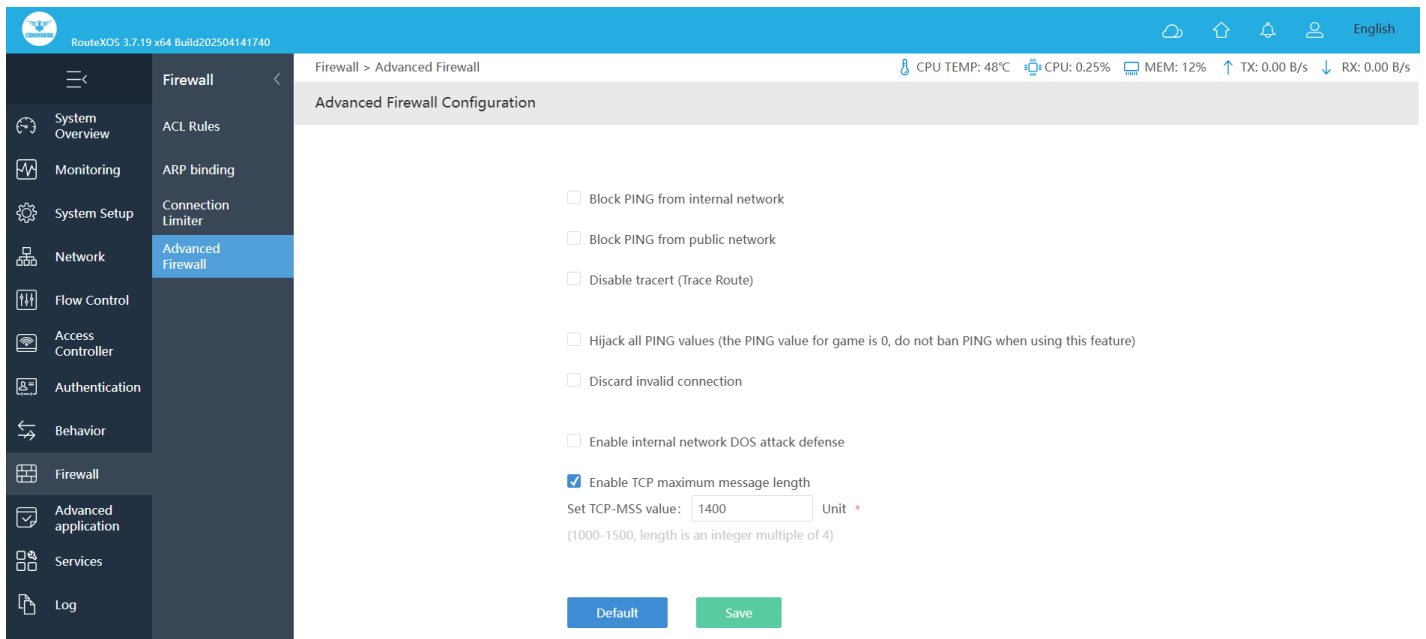 COMMANDO
RouteXOS 3.7.19 x64 Build202504141740
English
Firewall
Firewall > Advanced Firewall
CPU TEMP: 48℃ CPU: 0.25% MEM: 12% TX: 0.00 B/s RX: 0.00 B/s
Advanced Firewall Configuration
System
Overview
Monitoring
System Setup
Network
Flow Control
Access
Controller
Authentication
Behavior
Firewall
Advanced
application
Services
Log
ACL Rules
ARP binding
Connection
Limiter
Advanced
Firewall
Block PING from internal network
Block PING from public network
Disable tracert (Trace Route)
Hijack all PING values (the PING value for game is 0, do not ban PING when using this feature)
Discard invalid connection
Enable internal network DOS attack defense
Enable TCP maximum message length
Set TCP-MSS value: 1400 Unit *
(1000-1500, length is an integer multiple of 4)
Default Save